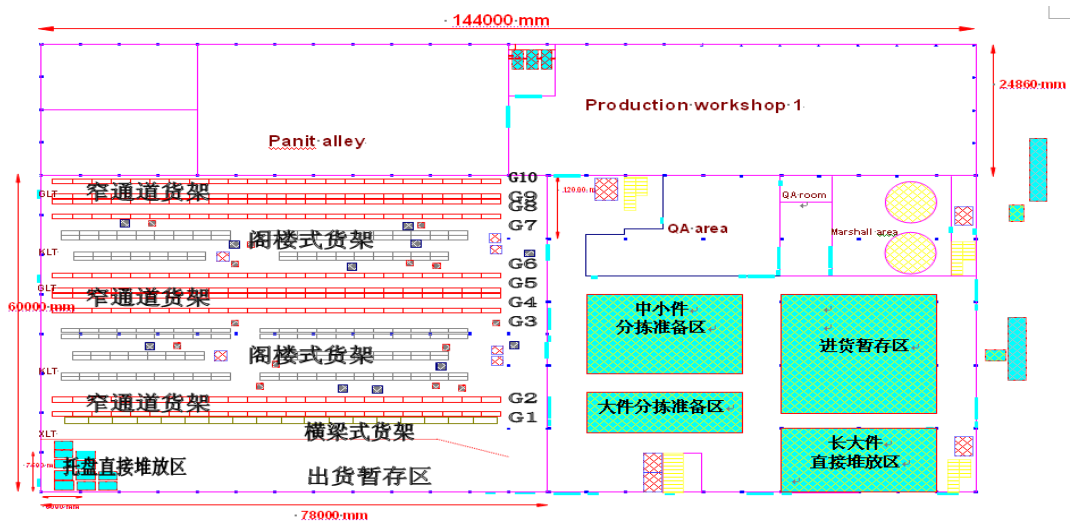 144000 mm
24860 mm
Production workshop 1
Panit alley
G10
窄通道货架
GLT
G9
G8
QA room
G7
Marshall area
QA area
阁楼式货架
KLT
G6
G5
GLT
窄通道货架
60000 mm
G4
G3
中小件
分拣准备区
进货暂存区
阁楼式货架
KLT
G2
窄通道货架
大件分拣准备区
G1
横梁式货架
XLT
托盘直接堆放区
出货暂存区
长大件
直接堆放区
78000 mm